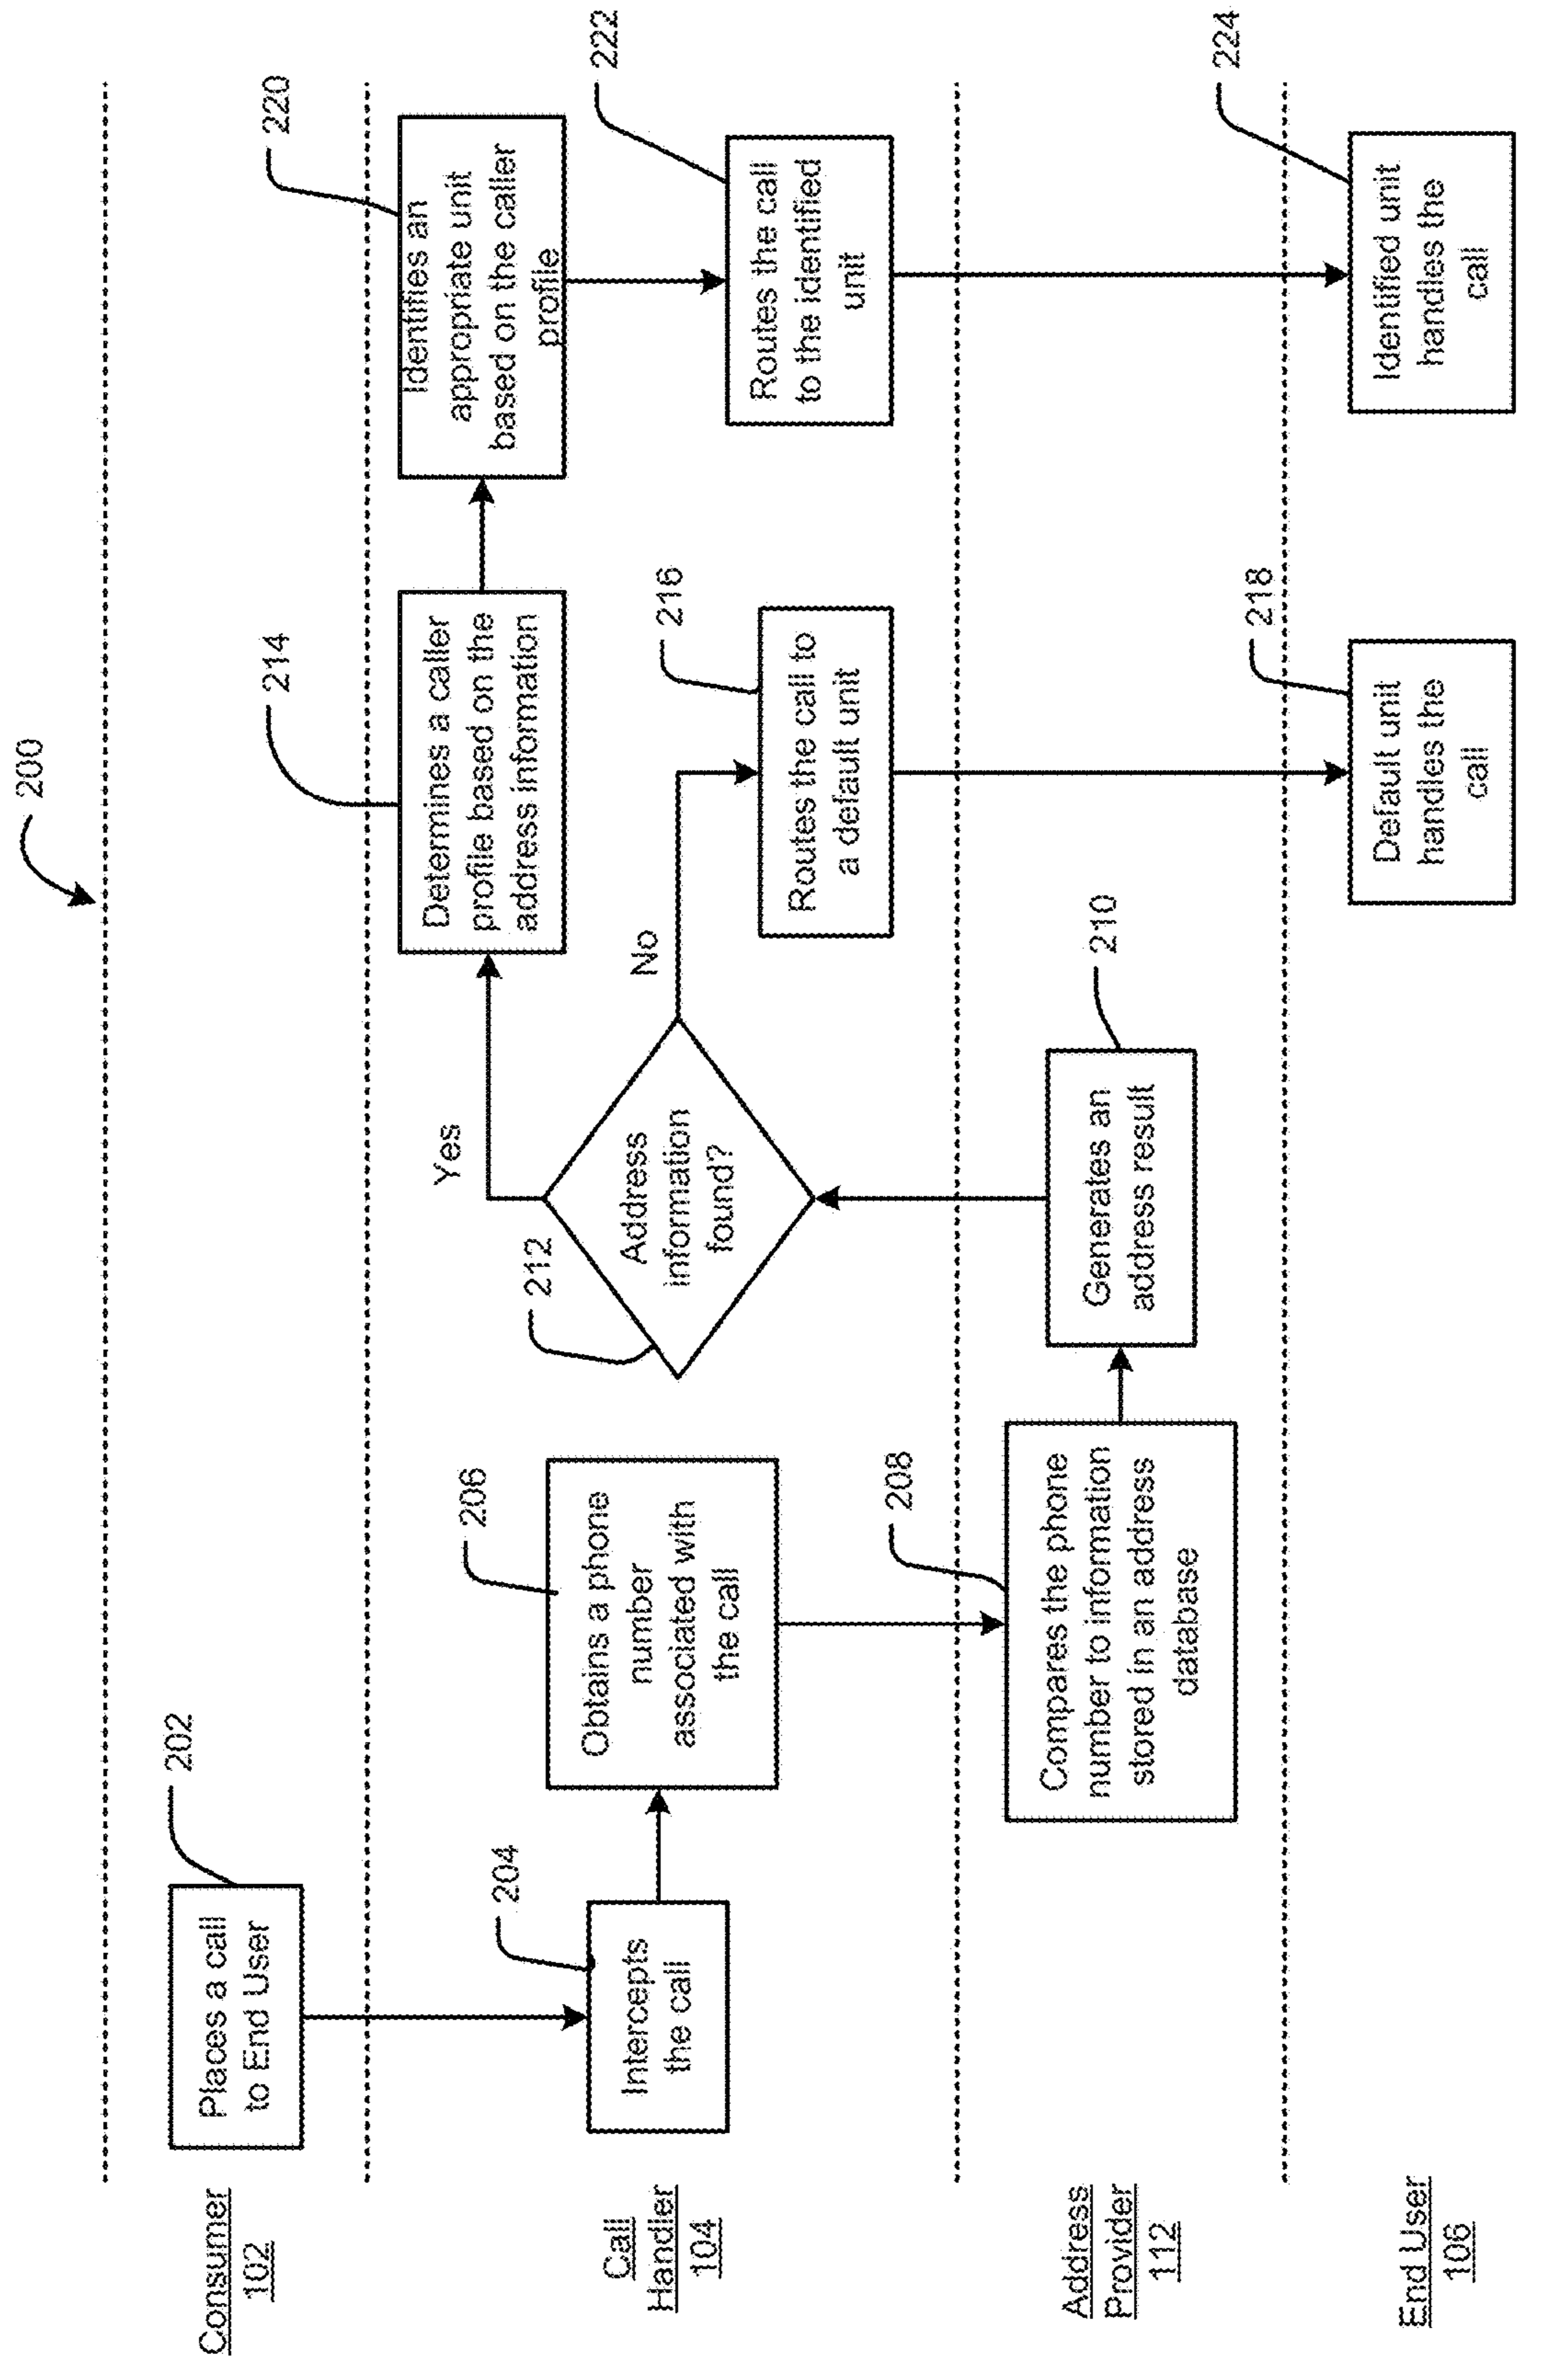 200
Consumer
102
Places a call
to End User
202
Call
Handler
104
Intercepts
the call
204
Obtains a phone
number
associated with
the call
206
Address
information
found?
212
Yes
No
Determines a caller
profile based on the
address information
214
Routes the call to
a default unit
216
Identifies an
appropriate unit
based on the caller
profile
220
Routes the call
to the identified
unit
222
Address
Provider
112
Compares the phone
number to information
stored in an address
database
208
Generates an
address result
210
End User
106
Default unit
handles the
call
218
Identified unit
handles the
call
224